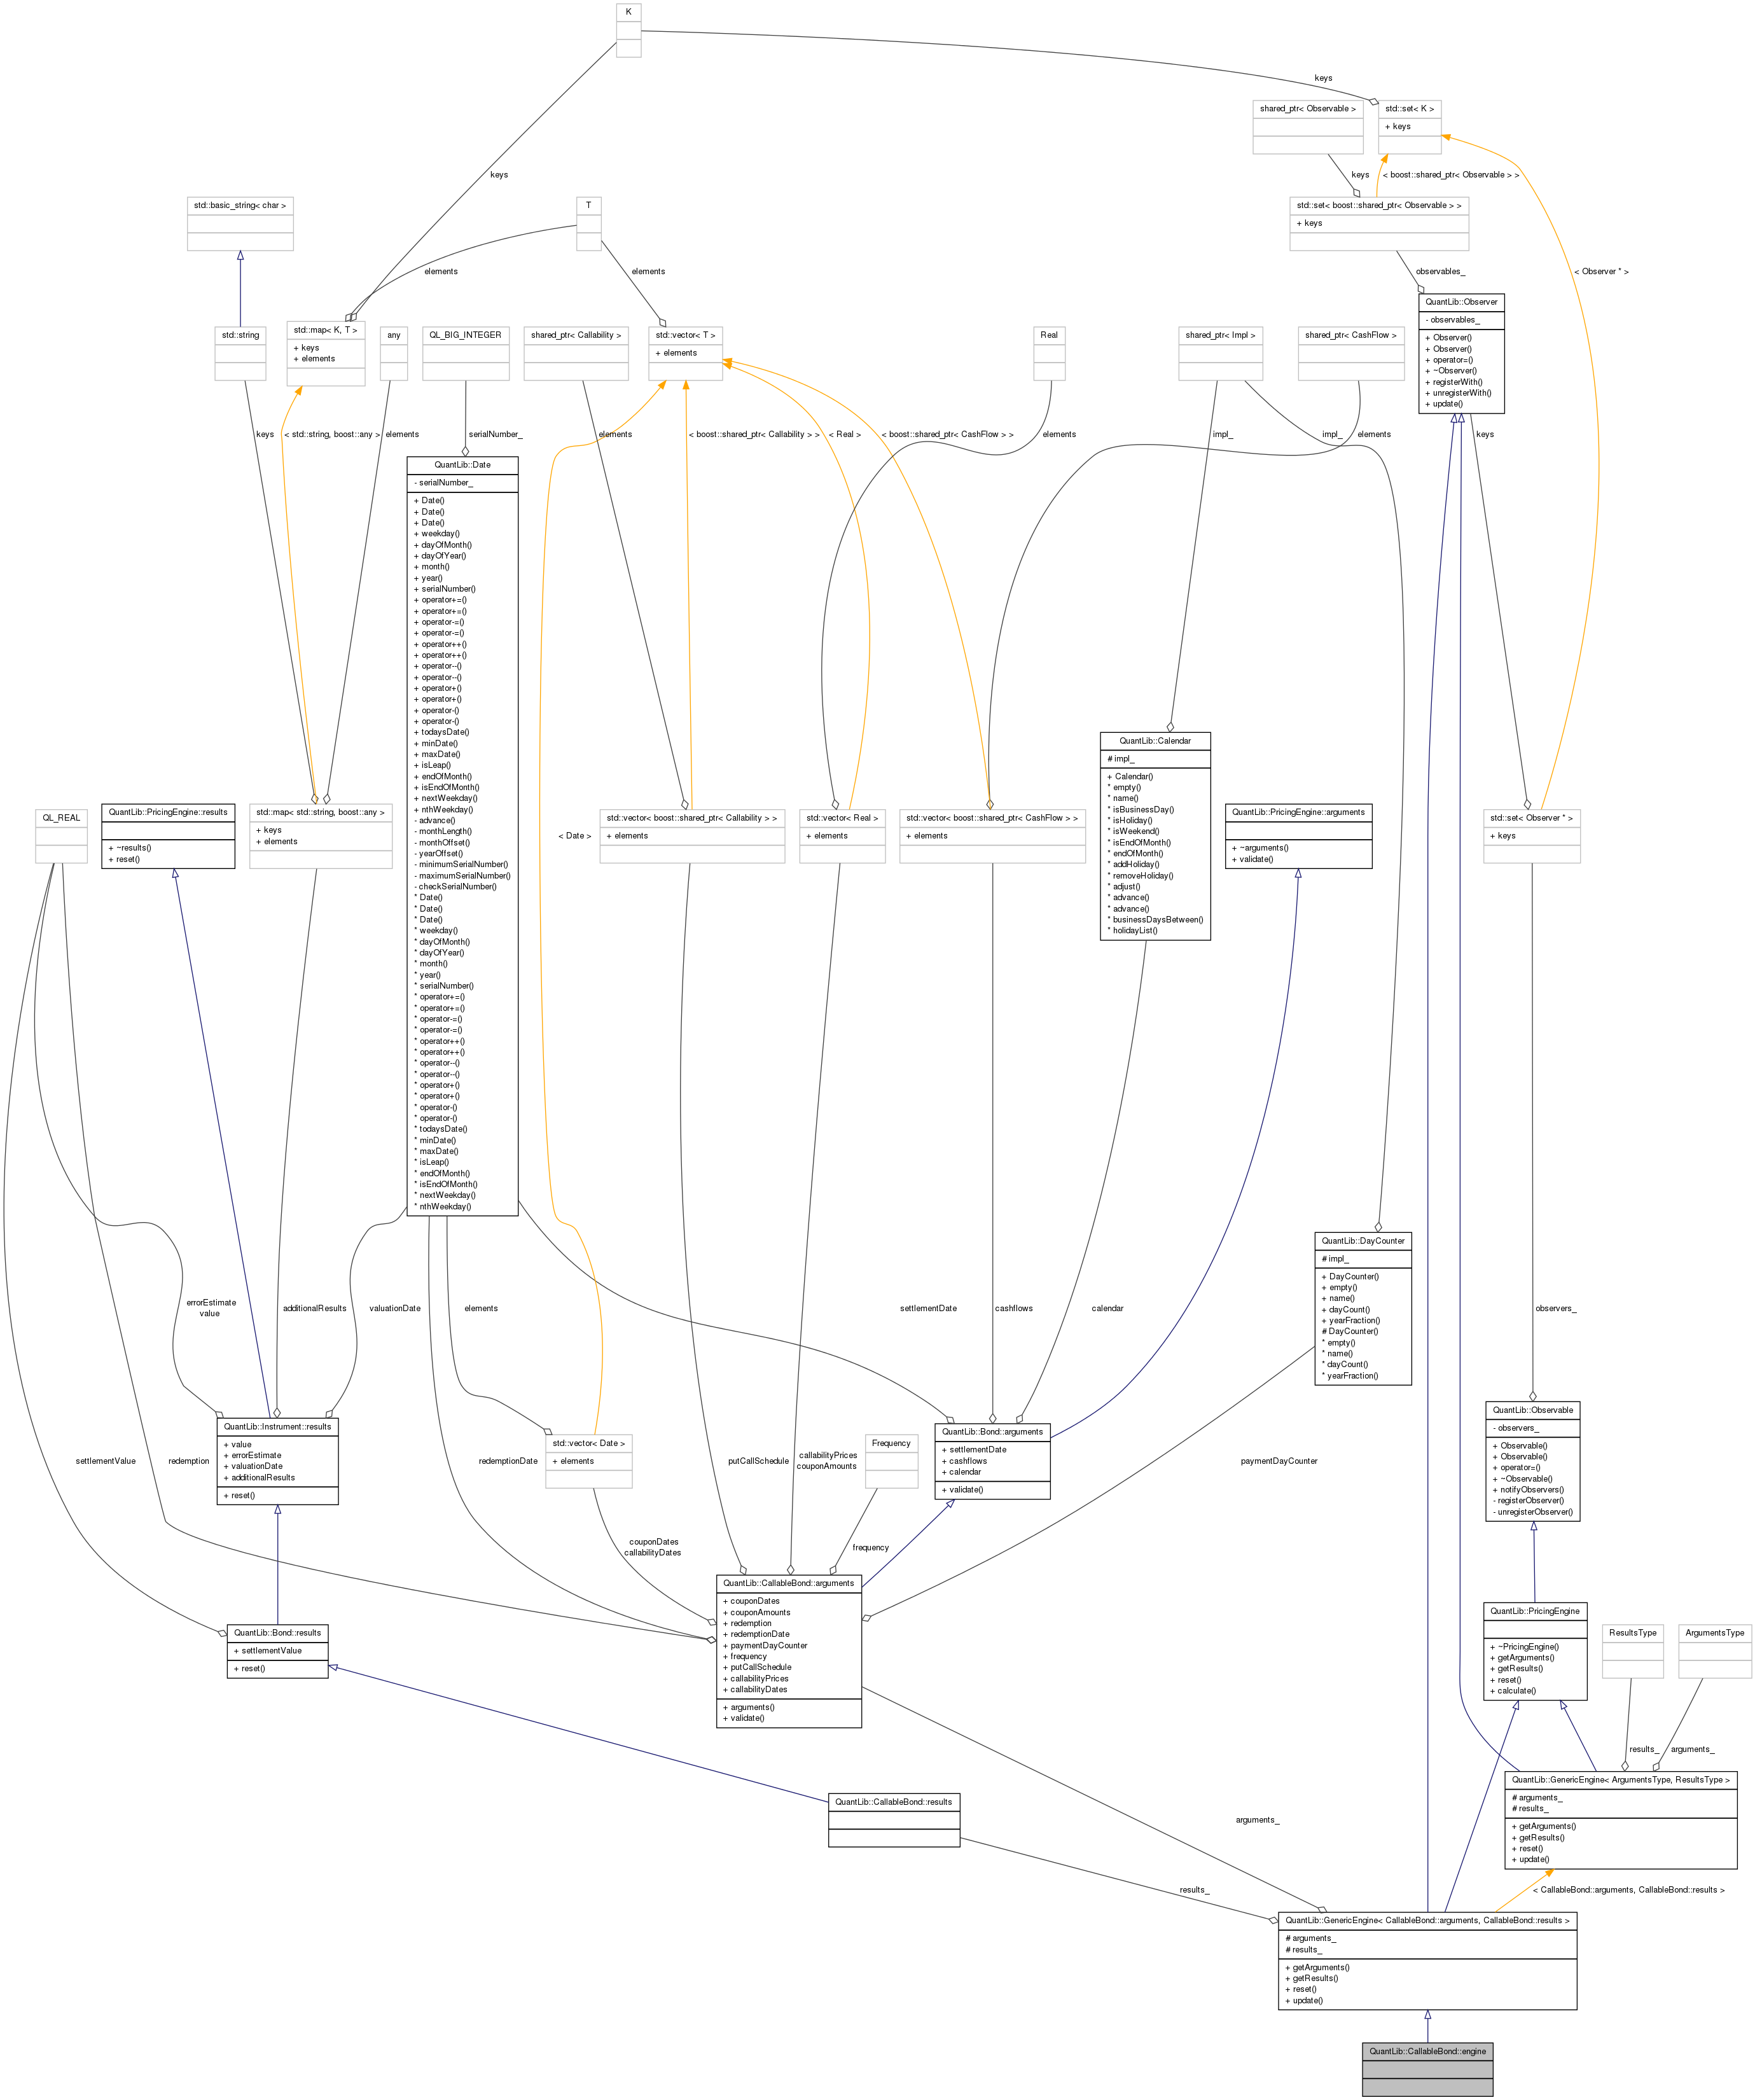 K
keys
shared_ptr< Observable >
std::set< K >
+ keys
keys
keys
< boost::shared_ptr< Observable > >
std::basic_string< char >
T
std::set< boost::shared_ptr< Observable > >
+ keys
elements
elements
observables_
< Observer * >
QuantLib::Observer
- observables_
+ Observer()
+ Observer()
+ operator=()
+ ~Observer()
+ registerWith()
+ unregisterWith()
+ update()
std::string
std::map< K, T >
+ keys
+ elements
any
QL_BIG_INTEGER
shared_ptr< Callability >
std::vector< T >
+ elements
Real
shared_ptr< Impl >
shared_ptr< CashFlow >
keys
< std::string, boost::any >
elements
serialNumber_
elements
< boost::shared_ptr< Callability > >
< Real >
< boost::shared_ptr< CashFlow > >
elements
impl_
impl_
elements
keys
QuantLib::Date
- serialNumber_
+ Date()
+ Date()
+ Date()
+ weekday()
+ dayOfMonth()
+ dayOfYear()
+ month()
+ year()
+ serialNumber()
+ operator+=()
+ operator+=()
+ operator-=()
+ operator-=()
+ operator++()
+ operator++()
+ operator--()
+ operator--()
+ operator+()
+ operator+()
+ operator-()
+ operator-()
+ todaysDate()
+ minDate()
+ maxDate()
+ isLeap()
+ endOfMonth()
+ isEndOfMonth()
+ nextWeekday()
+ nthWeekday()
- advance()
- monthLength()
- monthOffset()
- yearOffset()
- minimumSerialNumber()
- maximumSerialNumber()
- checkSerialNumber()
* Date()
* Date()
* Date()
* weekday()
* dayOfMonth()
* dayOfYear()
* month()
* year()
* serialNumber()
* operator+=()
* operator+=()
* operator-=()
* operator-=()
* operator++()
* operator++()
* operator--()
* operator--()
* operator+()
* operator+()
* operator-()
* operator-()
* todaysDate()
* minDate()
* maxDate()
* isLeap()
* endOfMonth()
* isEndOfMonth()
* nextWeekday()
* nthWeekday()
QuantLib::Calendar
# impl_
+ Calendar()
* empty()
* name()
* isBusinessDay()
* isHoliday()
* isWeekend()
* isEndOfMonth()
* endOfMonth()
* addHoliday()
* removeHoliday()
* adjust()
* advance()
* advance()
* businessDaysBetween()
* holidayList()
QL_REAL
QuantLib::PricingEngine::results
+ ~results()
+ reset()
std::map< std::string, boost::any >
+ keys
+ elements
< Date >
std::vector< boost::shared_ptr< Callability > >
+ elements
std::vector< Real >
+ elements
std::vector< boost::shared_ptr< CashFlow > >
+ elements
QuantLib::PricingEngine::arguments
+ ~arguments()
+ validate()
std::set< Observer * >
+ keys
QuantLib::DayCounter
# impl_
+ DayCounter()
+ empty()
+ name()
+ dayCount()
+ yearFraction()
# DayCounter()
* empty()
* name()
* dayCount()
* yearFraction()
errorEstimate
value
additionalResults
valuationDate
elements
settlementDate
cashflows
calendar
observers_
QuantLib::Observable
- observers_
+ Observable()
+ Observable()
+ operator=()
+ ~Observable()
+ notifyObservers()
- registerObserver()
- unregisterObserver()
QuantLib::Instrument::results
+ value
+ errorEstimate
+ valuationDate
+ additionalResults
+ reset()
settlementValue
redemption
redemptionDate
std::vector< Date >
+ elements
putCallSchedule
callabilityPrices
couponAmounts
Frequency
QuantLib::Bond::arguments
+ settlementDate
+ cashflows
+ calendar
+ validate()
paymentDayCounter
couponDates
callabilityDates
frequency
QuantLib::CallableBond::arguments
+ couponDates
+ couponAmounts
+ redemption
+ redemptionDate
+ paymentDayCounter
+ frequency
+ putCallSchedule
+ callabilityPrices
+ callabilityDates
+ arguments()
+ validate()
QuantLib::PricingEngine
+ ~PricingEngine()
+ getArguments()
+ getResults()
+ reset()
+ calculate()
ResultsType
ArgumentsType
QuantLib::Bond::results
+ settlementValue
+ reset()
results_
arguments_
QuantLib::GenericEngine< ArgumentsType, ResultsType >
# arguments_
# results_
+ getArguments()
+ getResults()
+ reset()
+ update()
QuantLib::CallableBond::results
arguments_
results_
< CallableBond::arguments, CallableBond::results >
QuantLib::GenericEngine< CallableBond::arguments, CallableBond::results >
# arguments_
# results_
+ getArguments()
+ getResults()
+ reset()
+ update()
QuantLib::CallableBond::engine